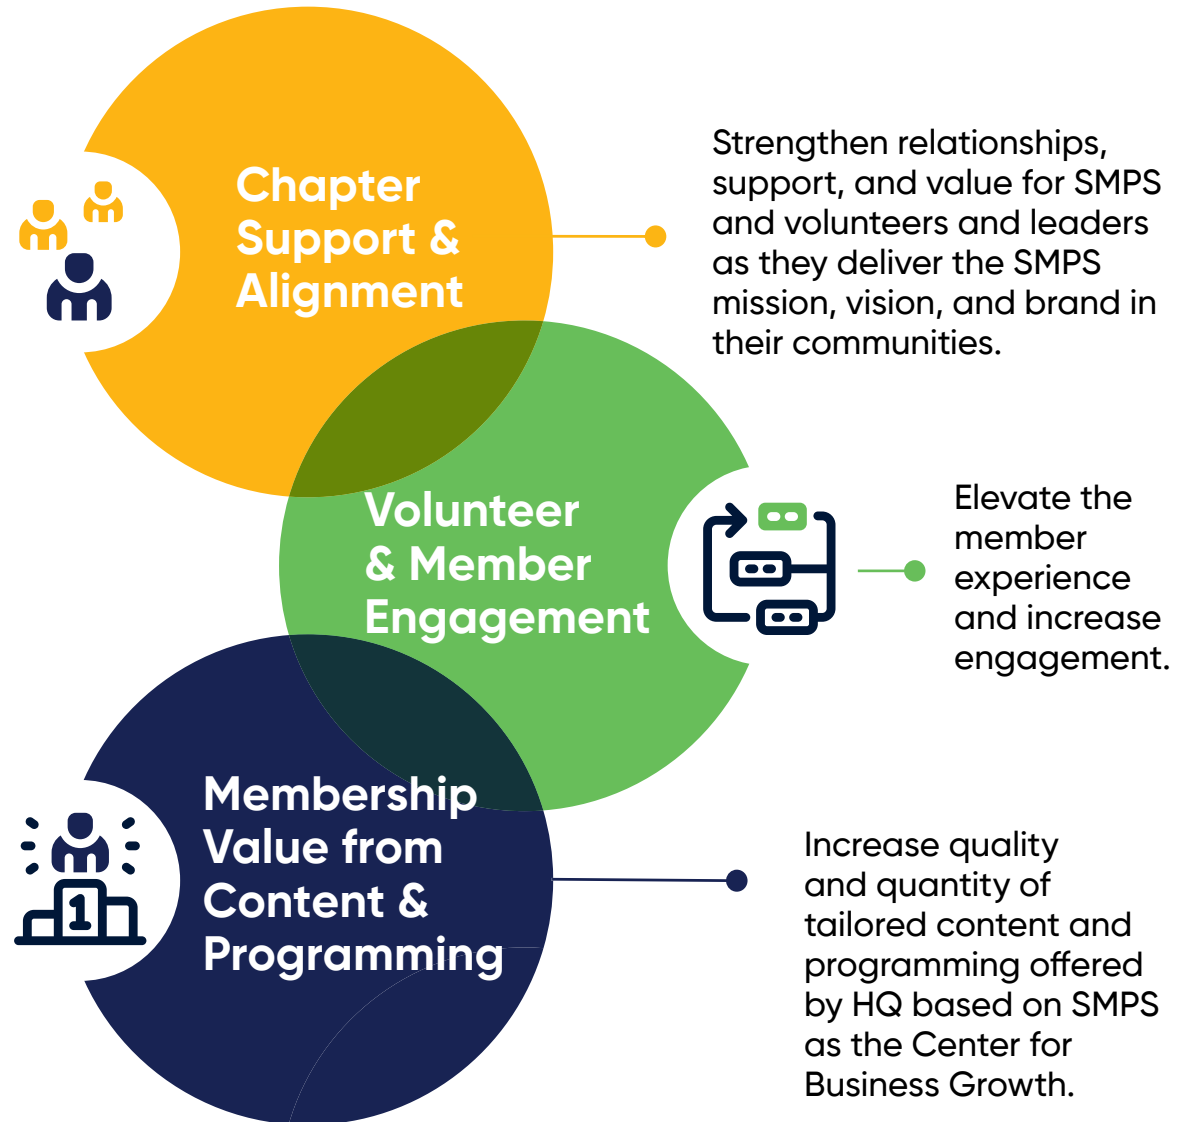 Chapter
Support &
Alignment
Strengthen relationships,
support, and value for SMPS
and volunteers and leaders
as they deliver the SMPS
mission, vision, and brand in
their communities.
Volunteer
& Member
Engagement
Elevate the
member
experience
and increase
engagement.
Membership
Value from
Content &
Programming
1
Increase quality
and quantity of
tailored content and
programming offered
by HQ based on SMPS
as the Center for
Business Growth.